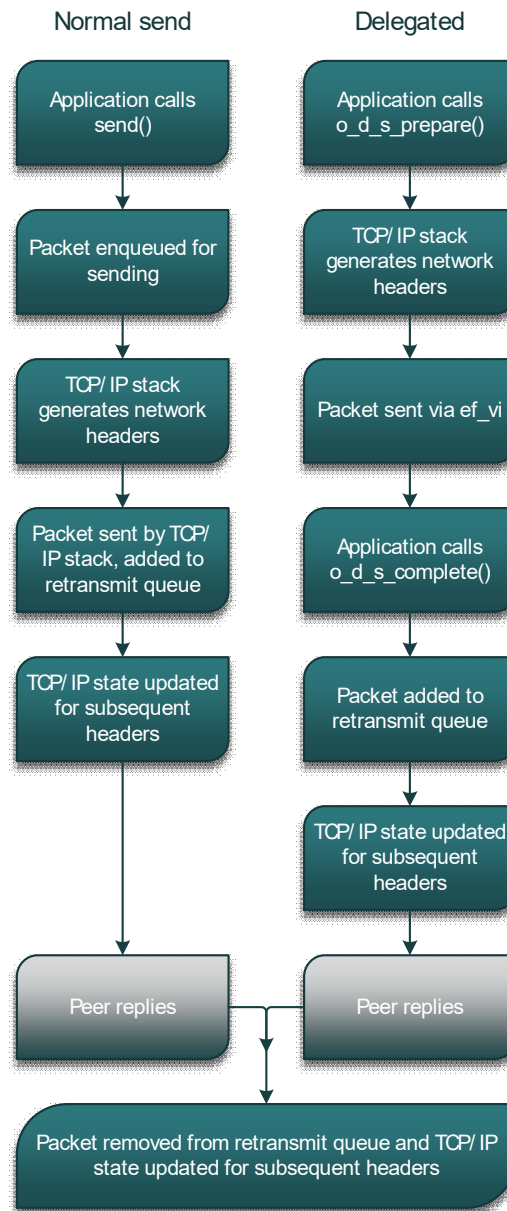 Normal send
Application calls
send()
Packet enqueued for
sending
TCP/ IP stack
generates network
headers
Packet sent by TCP/
IP stack, added to
retransmit queue
TCP/ IP state updated
for subsequent
headers
Peer replies
Delegated
Application calls
o_d_s_prepare()
TCP/ IP stack
generates network
headers
Packet sent via ef_vi
Application calls
o_d_s_complete()
Packet added to
retransmit queue
TCP/ IP state updated
for subsequent
headers
Peer replies
Packet removed from retransmit queue and TCP/ IP
state updated for subsequent headers